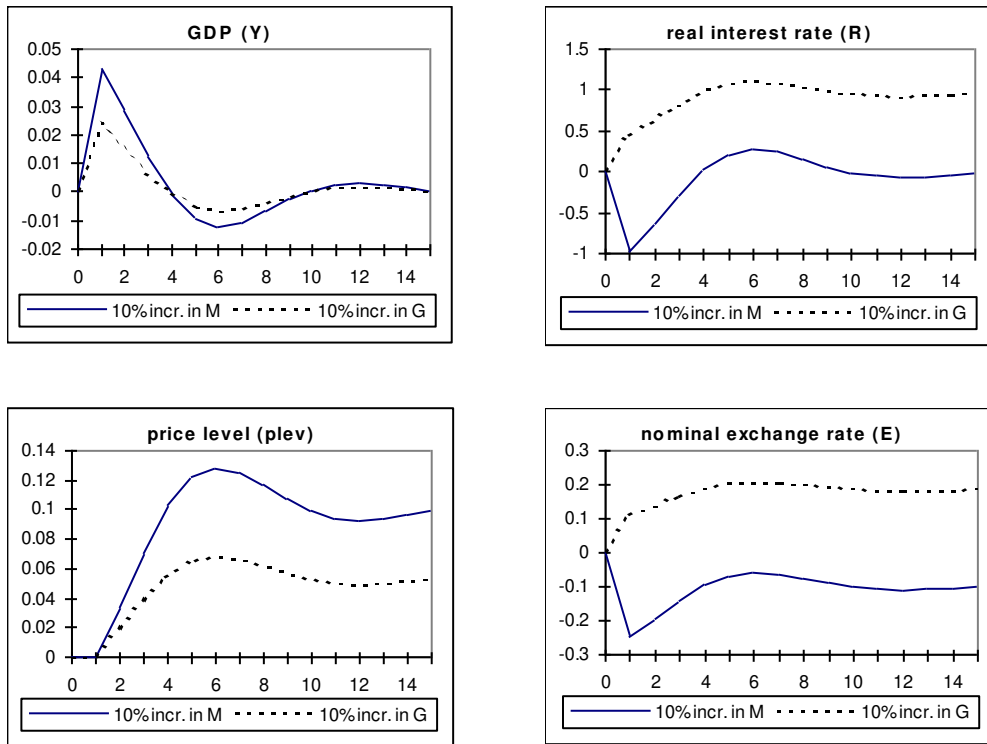 GDP (Y)
0.05
0.04
0.03
0.02
0.01
0
-0.01
-0.02
0 2 4 6 8 10 12 14
10%incr. in M 10%incr. in G
real interest rate (R)
1.5
1
0.5
0
-0.5
-1
0 2 4 6 8 10 12 14
10%incr. in M 10%incr. in G
price level (plev)
0.14
0.12
0.1
0.08
0.06
0.04
0.02
0
0 2 4 6 8 10 12 14
10%incr. in M 10%incr. in G
nominal exchange rate (E)
0.3
0.2
0.1
0
-0.1
-0.2
-0.3
0 2 4 6 8 10 12 14
10%incr. in M 10%incr. in G